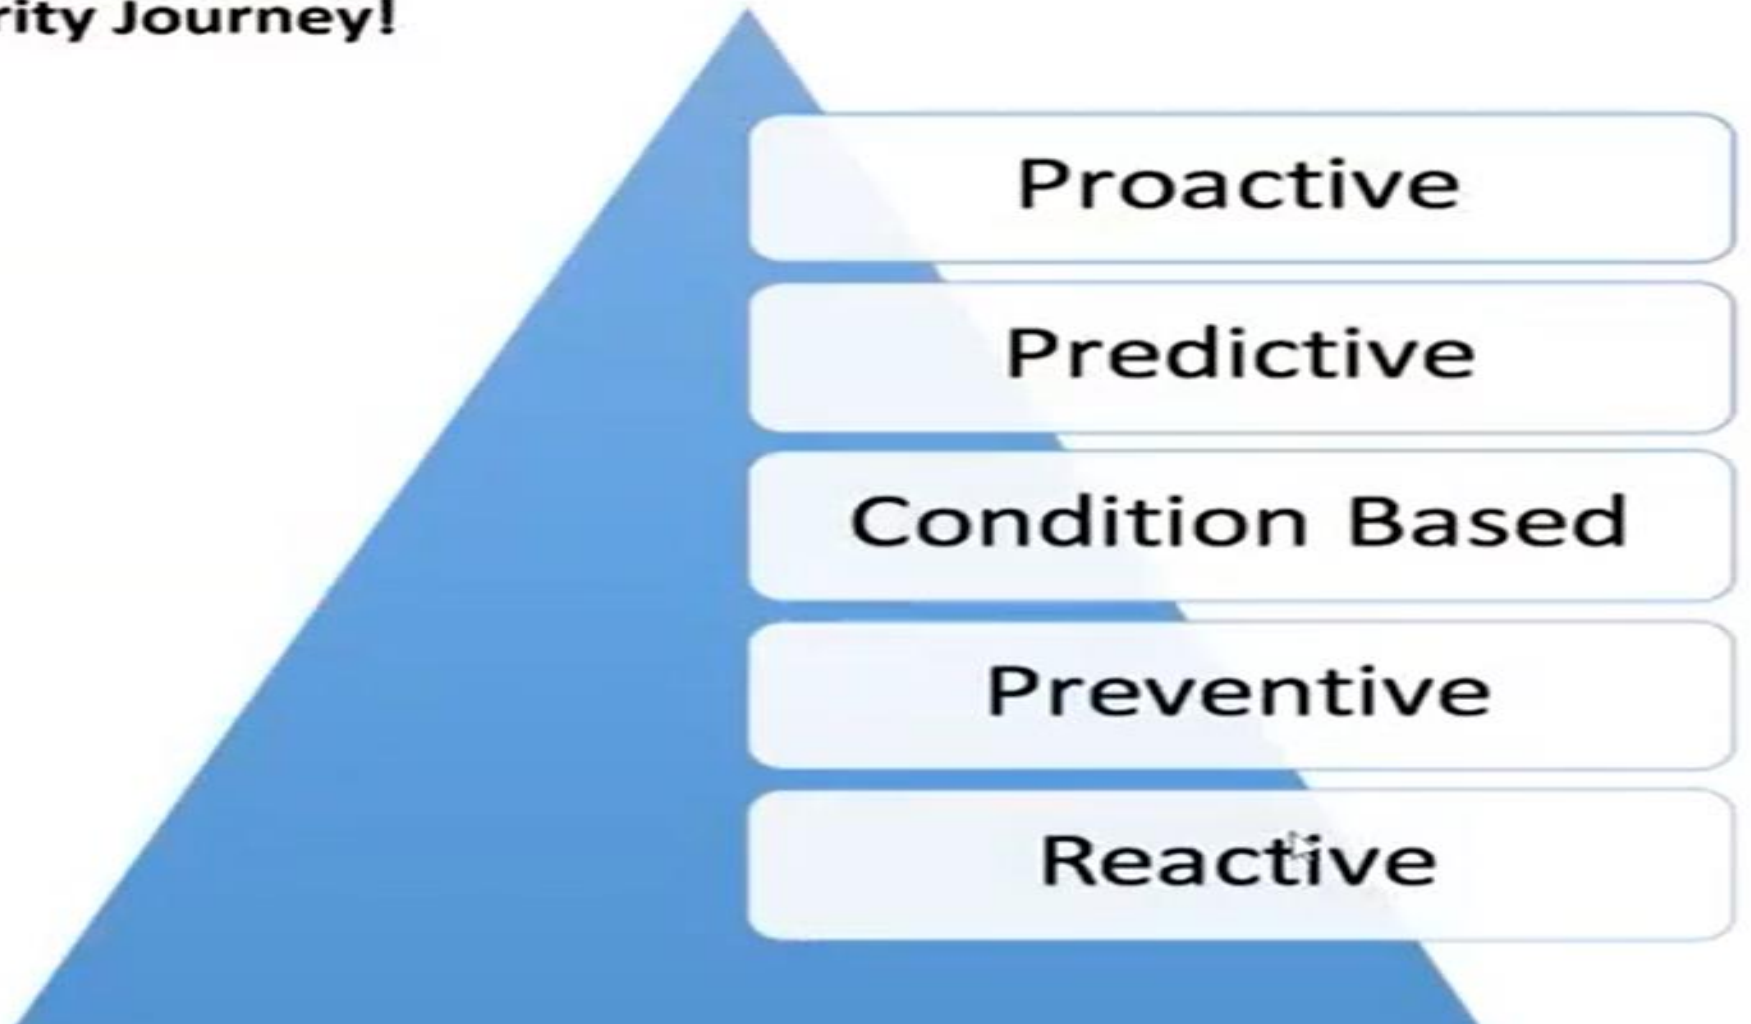 rity Journey!
Proactive
Predictive
Condition Based
Preventive
Reactive